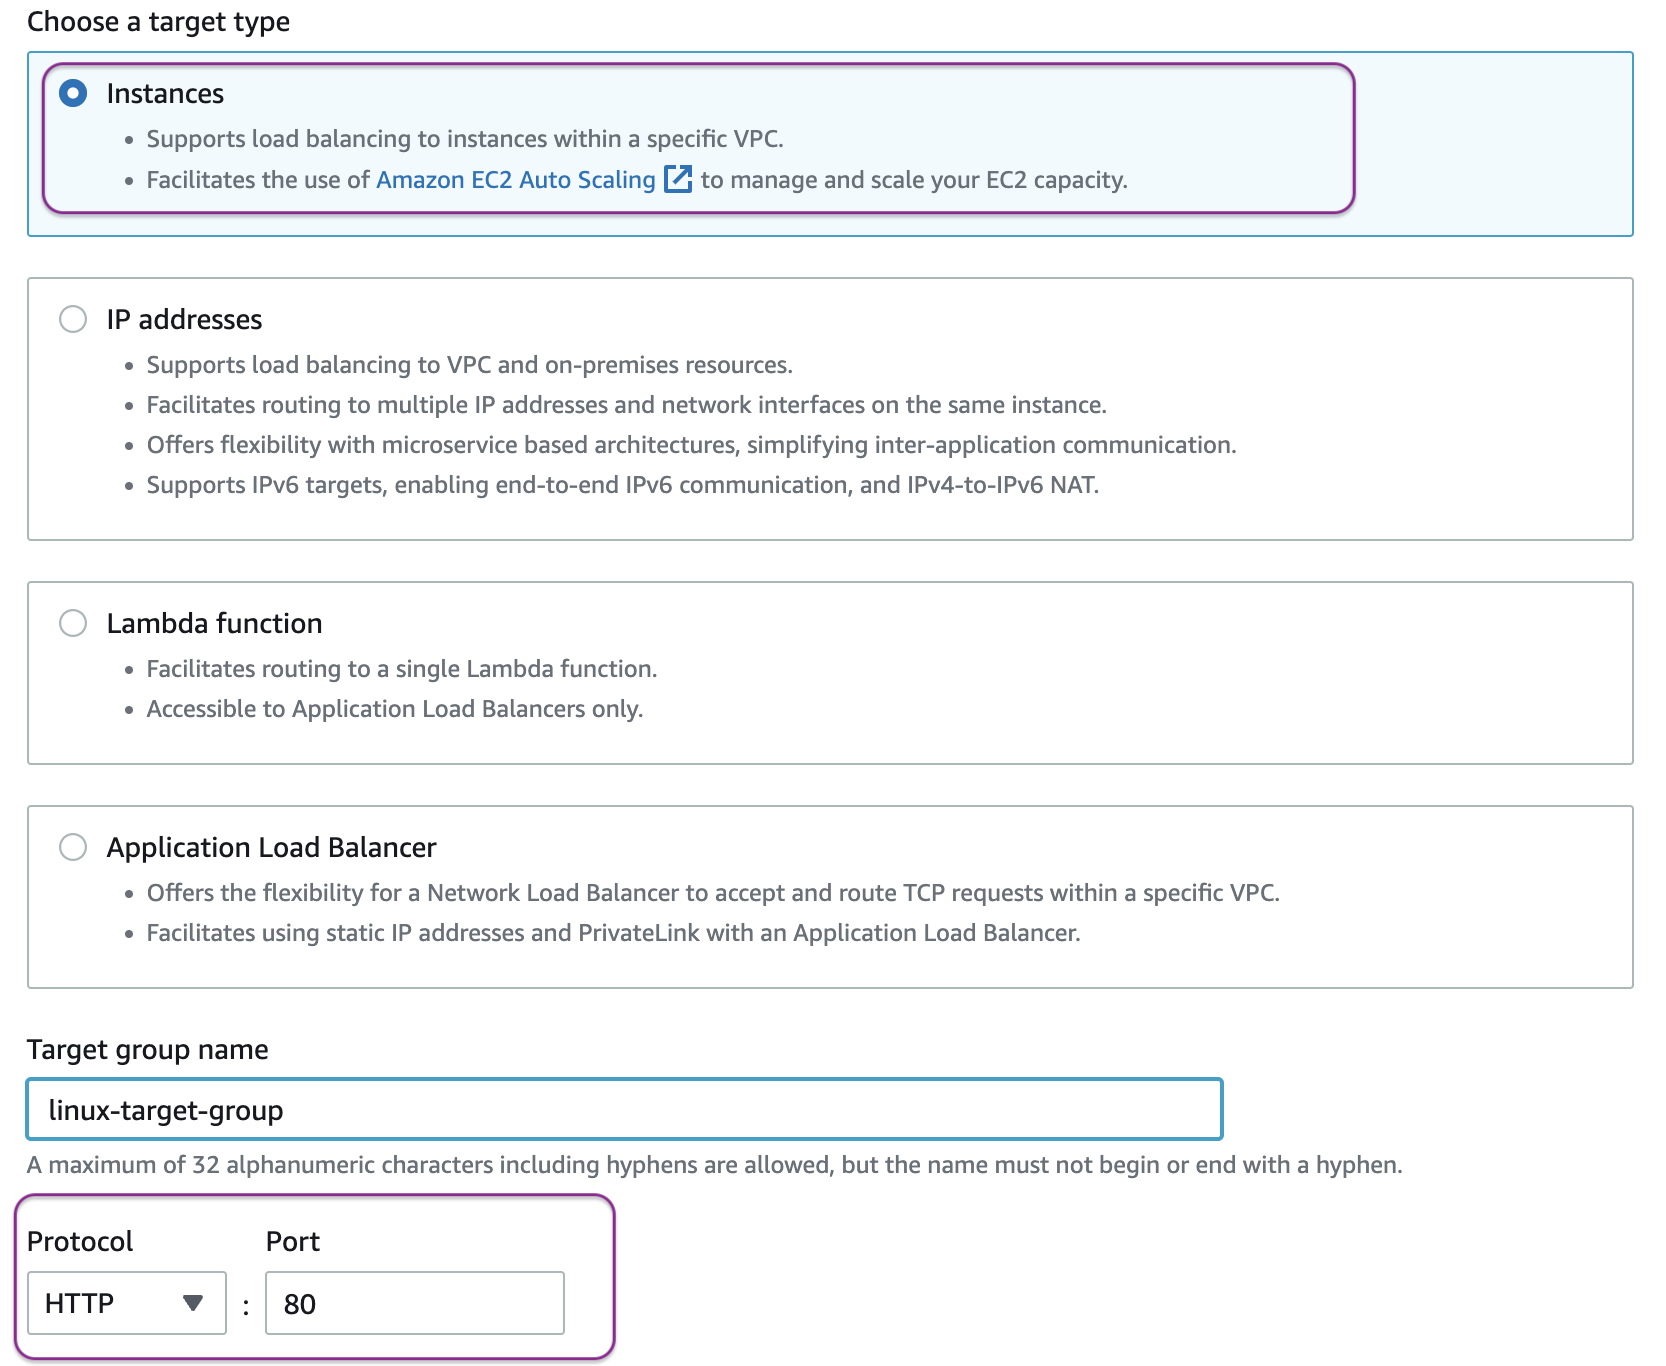 Choose a target type
Instances
• Supports load balancing to instances within a specific VPC.
• Facilitates the use of Amazon EC2 Auto Scaling to manage and scale your EC2 capacity.
IP addresses
• Supports load balancing to VPC and on-premises resources.
• Facilitates routing to multiple IP addresses and network interfaces on the same instance.
• Offers flexibility with microservice based architectures, simplifying inter-application communication.
• Supports IPv6 targets, enabling end-to-end IPv6 communication, and IPv4-to-IPv6 NAT.
Lambda function
• Facilitates routing to a single Lambda function.
• Accessible to Application Load Balancers only.
Application Load Balancer
• Offers the flexibility for a Network Load Balancer to accept and route TCP requests within a specific VPC.
• Facilitates using static IP addresses and PrivateLink with an Application Load Balancer.
Target group name
linux-target-group
A maximum of 32 alphanumeric characters including hyphens are allowed, but the name must not begin or end with a hyphen.
Protocol Port
HTTP : 80